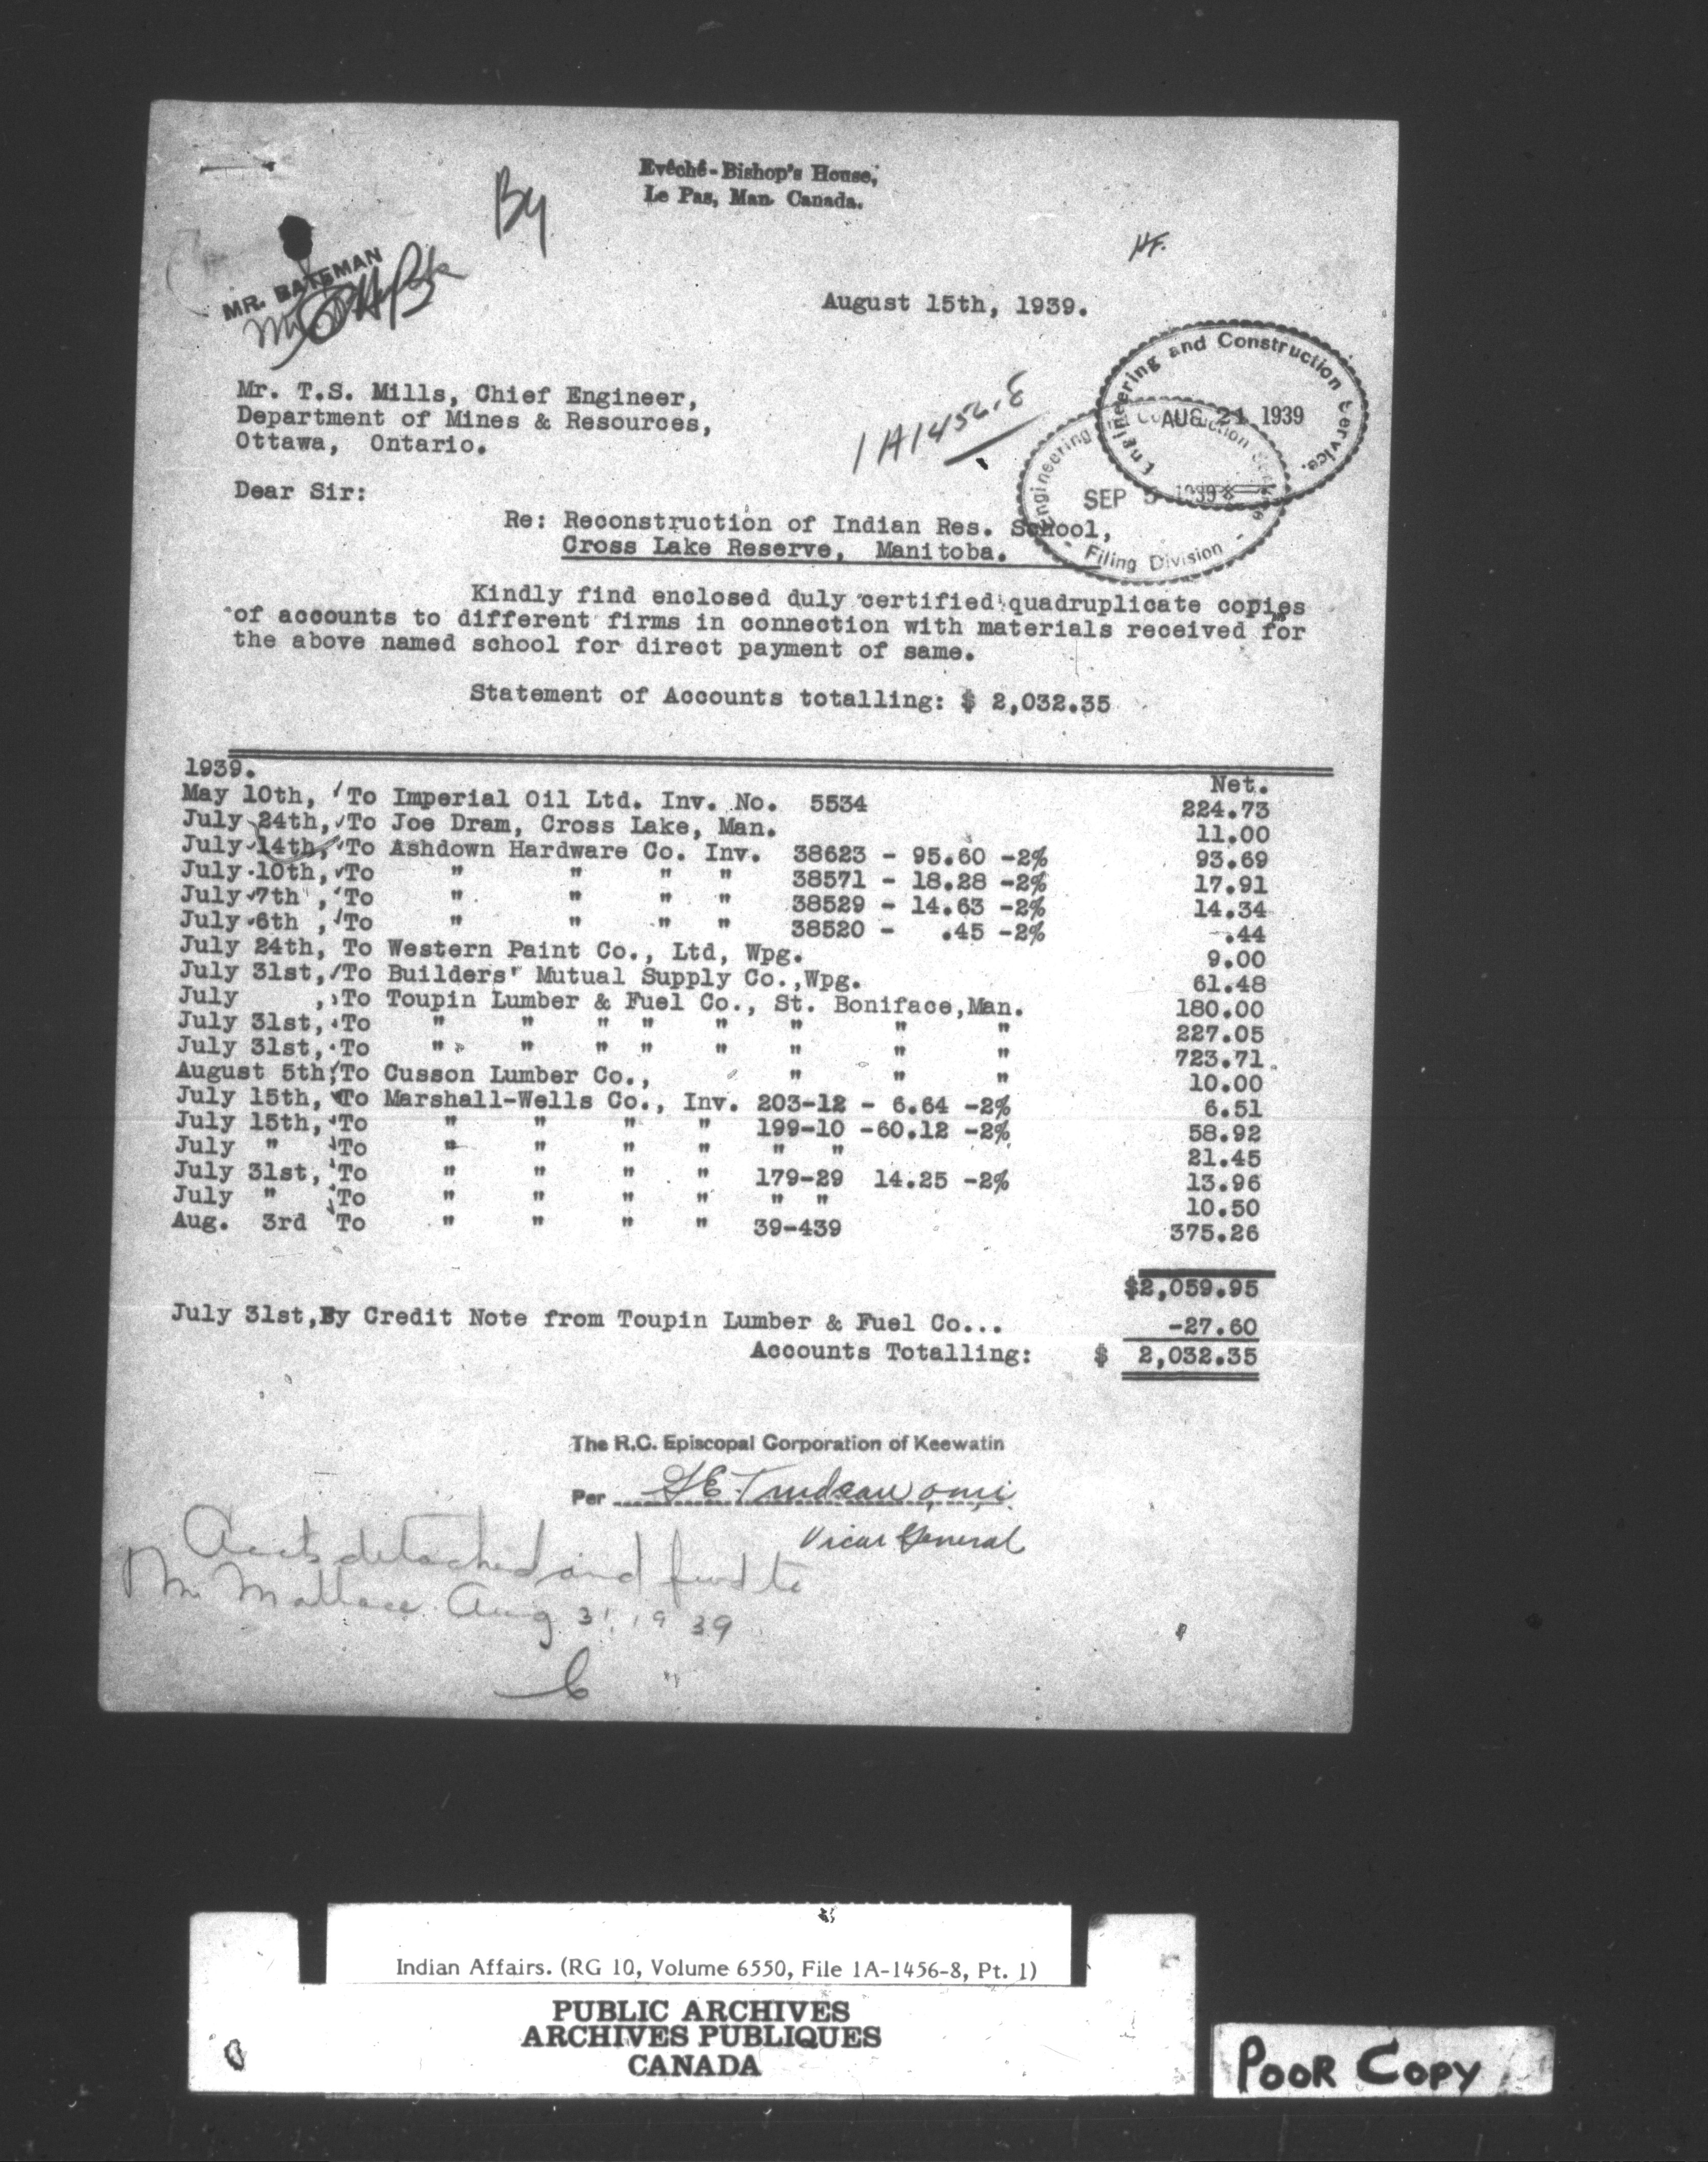 Evêché-Bishop's House,
Le Pas, Man. Canada.
By
MR. BATEMAN
August 15th, 1939.
Engineering and Construction Service.
AUG 21 1939
Engineering Construction Service
SEP 5 1939
- Filing Division -
Mr. T.S. Mills, Chief Engineer,
Department of Mines & Resources,
Ottawa, Ontario.
1A1456.8
Dear Sir:
Re: Reconstruction of Indian Res. School,
Cross Lake Reserve, Manitoba.
Kindly find enclosed duly certified quadruplicate copies
of accounts to different firms in connection with materials received for
the above named school for direct payment of same.
Statement of Accounts totalling: $ 2,032.35
1939. Net.
May 10th, To Imperial Oil Ltd. Inv. No. 5534 224.73
July 24th, To Joe Dram, Cross Lake, Man. 11.00
July 14th, To Ashdown Hardware Co. Inv. 38623 - 95.60 -2% 93.69
July 10th, To " " " " 38571 - 18.28 -2% 17.91
July 7th , To " " " " 38529 - 14.63 -2% 14.34
July 6th , To " " " " 38520 - .45 -2% .44
July 24th, To Western Paint Co., Ltd, Wpg. 9.00
July 31st, To Builders' Mutual Supply Co.,Wpg. 61.48
July , To Toupin Lumber & Fuel Co., St. Boniface,Man. 180.00
July 31st, To " " " " " " " " 227.05
July 31st, To " " " " " " " " 723.71
August 5th, To Cusson Lumber Co., " " " 10.00
July 15th, To Marshall-Wells Co., Inv. 203-12 - 6.64 -2% 6.51
July 15th, To " " " " 199-10 -60.12 -2% 58.92
July " To " " " " " " 21.45
July 31st, To " " " " 179-29 14.25 -2% 13.96
July " To " " " " " " 10.50
Aug. 3rd To " " " " 39-439 375.26
$2,059.95
July 31st,By Credit Note from Toupin Lumber & Fuel Co... -27.60
Accounts Totalling: $ 2,032.35
The R.C. Episcopal Corporation of Keewatin
Per Trudeau omi
Vicar General
Accts detached and fwd to
Mr Wallace Aug 31, 1939
Indian Affairs. (RG 10, Volume 6550, File 1A-1456-8, Pt. 1)
PUBLIC ARCHIVES
ARCHIVES PUBLIQUES
CANADA
POOR COPY